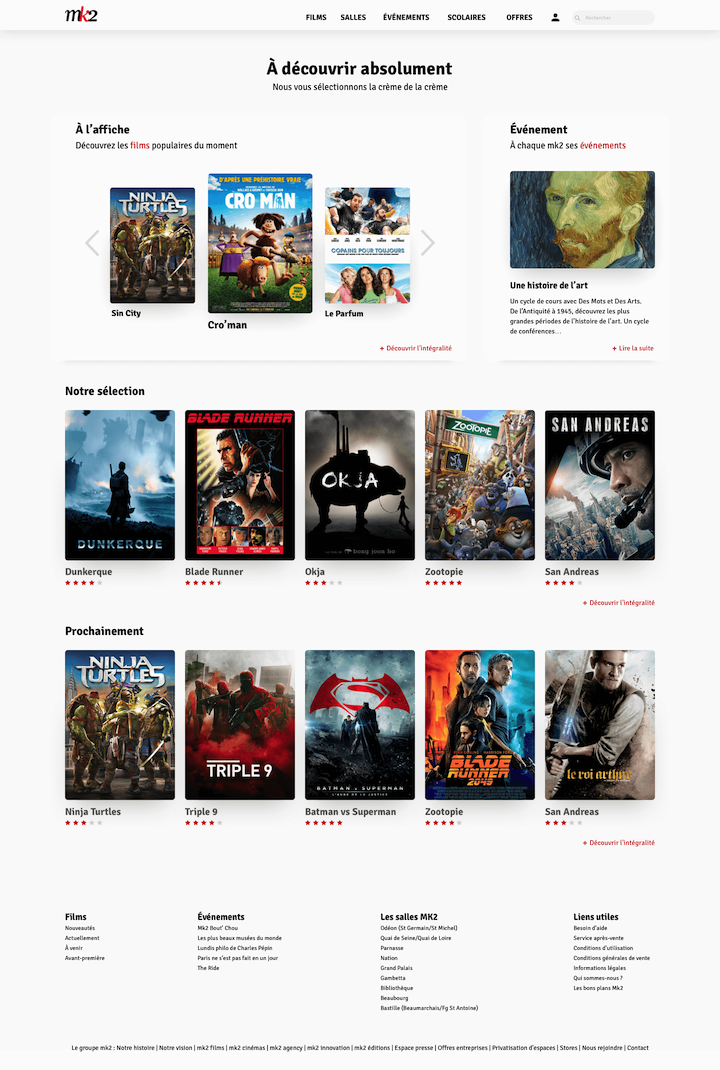 mk2
FILMS
SALLES
ÉVÉNEMENTS
SCOLAIRES
OFFRES
Rechercher
À découvrir absolument
Nous vous sélectionnons la crème de la crème
À l'affiche
Découvrez les films populaires du moment
NINJA
TURTLES
Sin City
D'APRÈS UNE PRÉHISTOIRE VRAIE
CRO MAN
Cro'man
COPAINS POUR TOUJOURS
Le Parfum
+ Découvrir l'intégralité
Événement
À chaque mk2 ses événements
Une histoire de l'art
Un cycle de cours avec Des Mots et Des Arts.
De l'Antiquité à 1945, découvrez les plus
grandes périodes de l'histoire de l'art. Un cycle
de conférences…
+ Lire la suite
Notre sélection
DUNKERQUE
Dunkerque
BLADE RUNNER
Blade Runner
OKJA
bong joon ho
Okja
ZOOTOPIE
Zootopie
SAN ANDREAS
San Andreas
+ Découvrir l'intégralité
Prochainement
NINJA
TURTLES
Ninja Turtles
TRIPLE 9
Triple 9
BATMAN v SUPERMAN
L'AUBE DE LA JUSTICE
Batman vs Superman
HARRISON FORD
BLADE
RUNNER
2049
Zootopie
le roi arthur
San Andreas
+ Découvrir l'intégralité
Films
Nouveautés
Actuellement
À venir
Avant-première
Événements
Mk2 Bout' Chou
Les plus beaux musées du monde
Lundis philo de Charles Pépin
Paris ne s'est pas fait en un jour
The Ride
Les salles MK2
Odéon (St Germain/St Michel)
Quai de Seine/Quai de Loire
Parnasse
Nation
Grand Palais
Gambetta
Bibliothèque
Beaubourg
Bastille (Beaumarchais/Fg St Antoine)
Liens utiles
Besoin d'aide
Service après-vente
Conditions d'utilisation
Conditions générales de vente
Informations légales
Qui sommes-nous ?
Les bons plans Mk2
Le groupe mk2 : Notre histoire | Notre vision | mk2 films | mk2 cinémas | mk2 agency | mk2 innovation | mk2 éditions | Espace presse | Offres entreprises | Privatisation d'espaces | Stores | Nous rejoindre | Contact